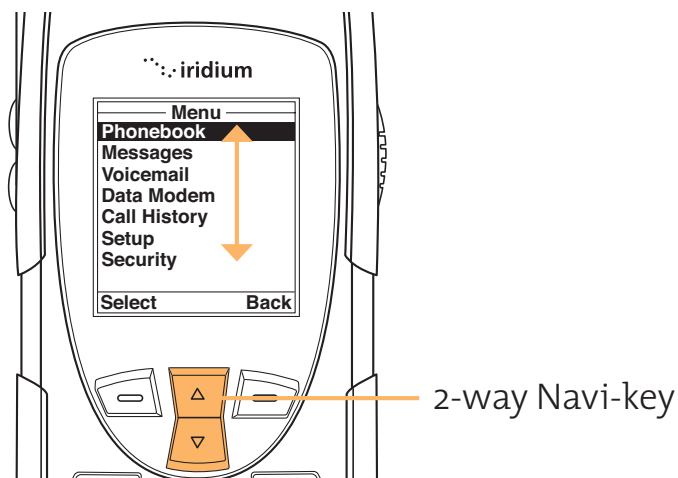 iridium
Menu
Phonebook
Messages
Voicemail
Data Modem
Call History
Setup
Security
Select Back
2-way Navi-key